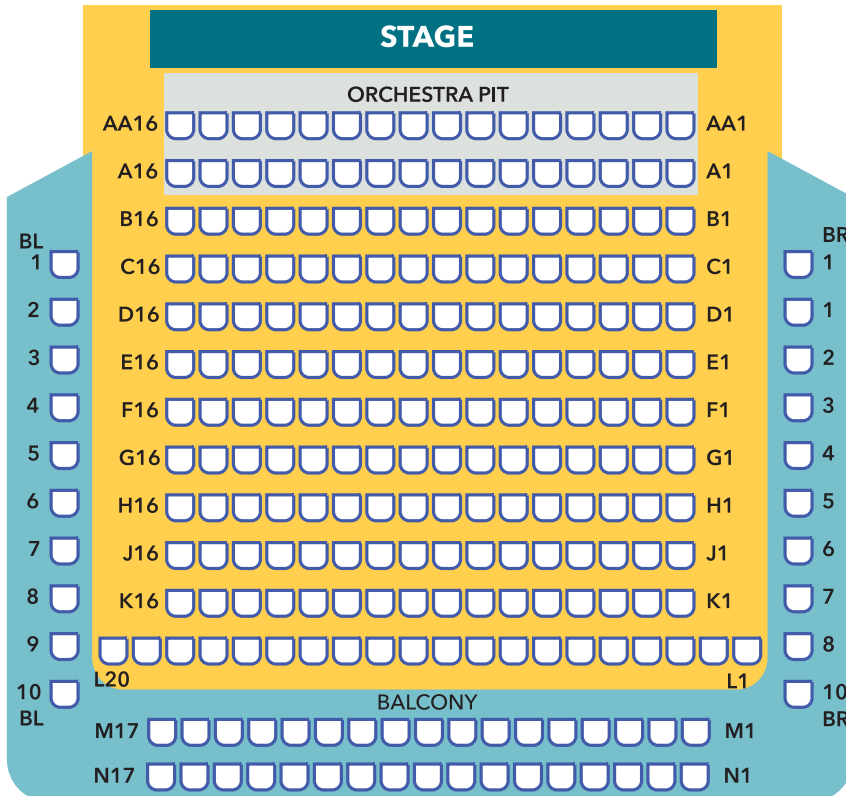 STAGE
ORCHESTRA PIT
AA16 AA1
A16 A1
B16 B1
BL BR
1 C16 C1 1
2 D16 D1 1
3 E16 E1 2
4 F16 F1 3
5 G16 G1 4
6 H16 H1 5
7 J16 J1 6
8 K16 K1 7
9 8
L20 L1
10 10
BL BALCONY BR
M17 M1
N17 N1